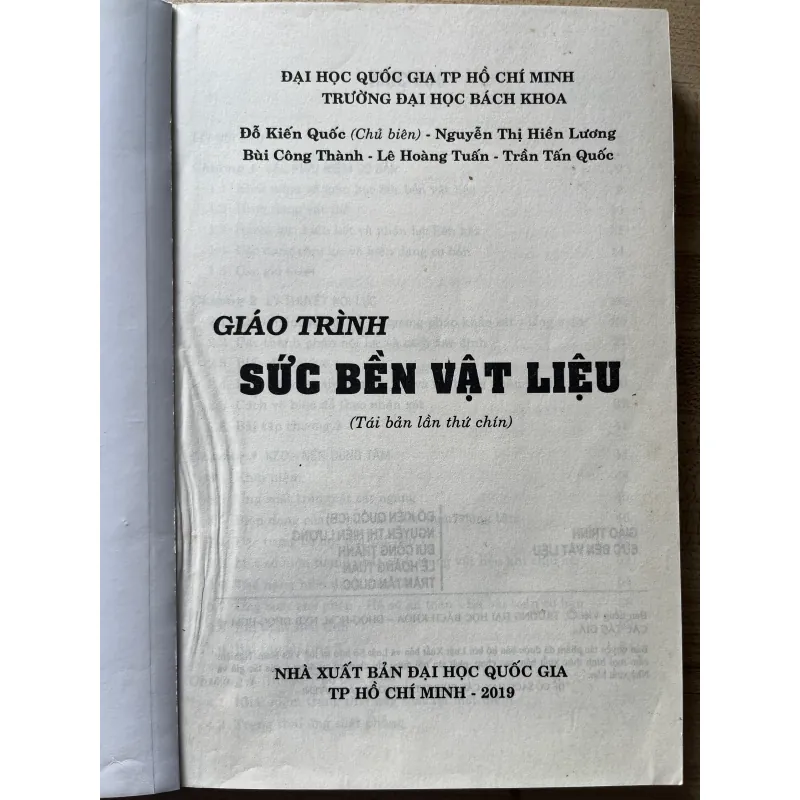 ĐẠI HỌC QUỐC GIA TP HỒ CHÍ MINH
TRƯỜNG ĐẠI HỌC BÁCH KHOA
Đỗ Kiến Quốc (Chủ biên) - Nguyễn Thị Hiền Lương
Bùi Công Thành - Lê Hoàng Tuấn - Trần Tấn Quốc
GIÁO TRÌNH
SỨC BỀN VẬT LIỆU
(Tái bản lần thứ chín)
NHÀ XUẤT BẢN ĐẠI HỌC QUỐC GIA
TP HỒ CHÍ MINH - 2019